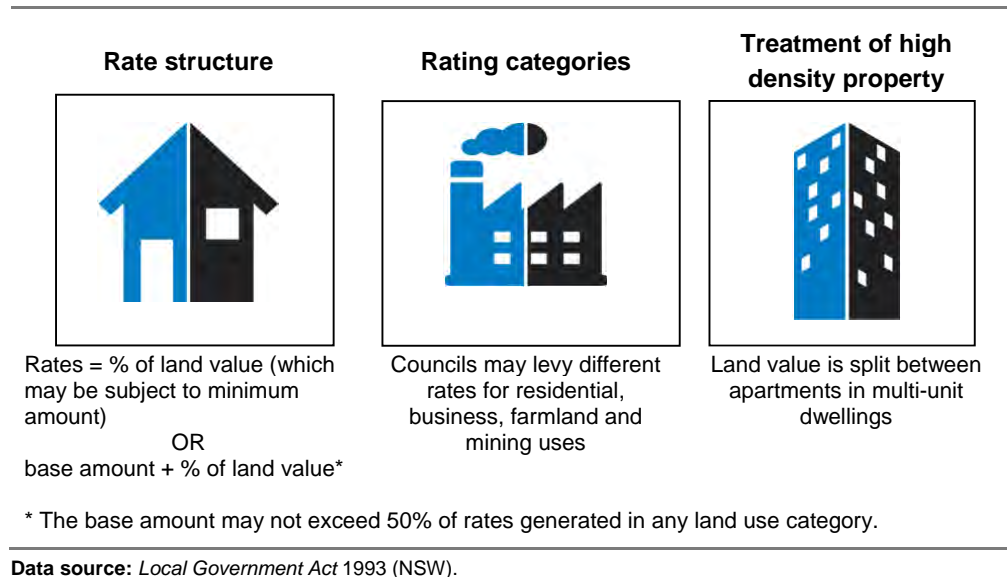 Rate structure
Rating categories
Treatment of high
density property
Rates = % of land value (which
may be subject to minimum
amount)
OR
base amount + % of land value*
Councils may levy different
rates for residential,
business, farmland and
mining uses
Land value is split between
apartments in multi-unit
dwellings
* The base amount may not exceed 50% of rates generated in any land use category.
Data source: Local Government Act 1993 (NSW).